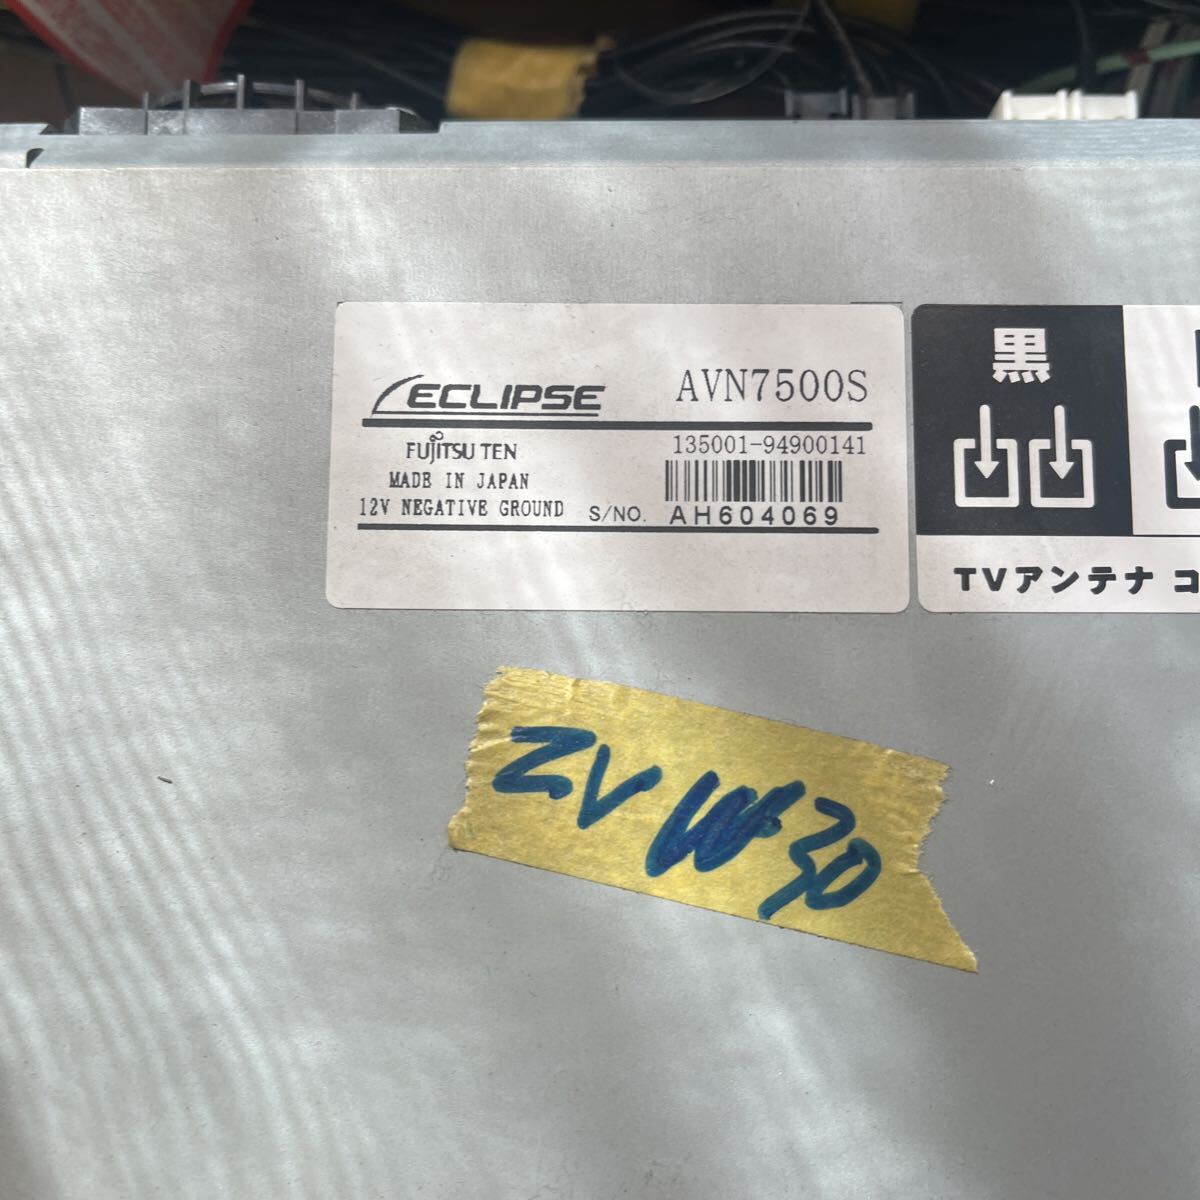 ECLIPSE AVN7500S
FUJITSU TEN 135001-94900141
MADE IN JAPAN
12V NEGATIVE GROUND S/NO. AH604069
黒
TVアンテナ コ
ZVW30